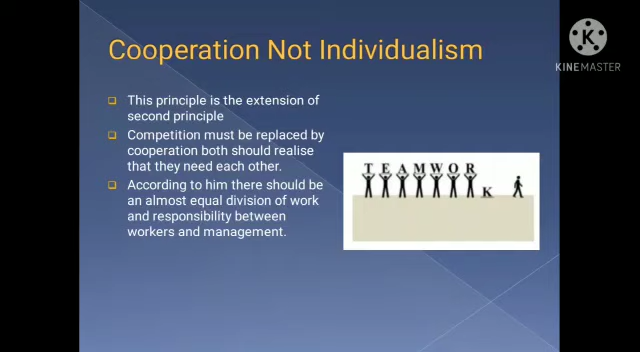 Cooperation Not Individualism
K
KINEMASTER
This principle is the extension of
second principle
Competition must be replaced by
cooperation both should realise
that they need each other.
According to him there should be
an almost equal division of work
and responsibility between
workers and management.
TEAMWORK